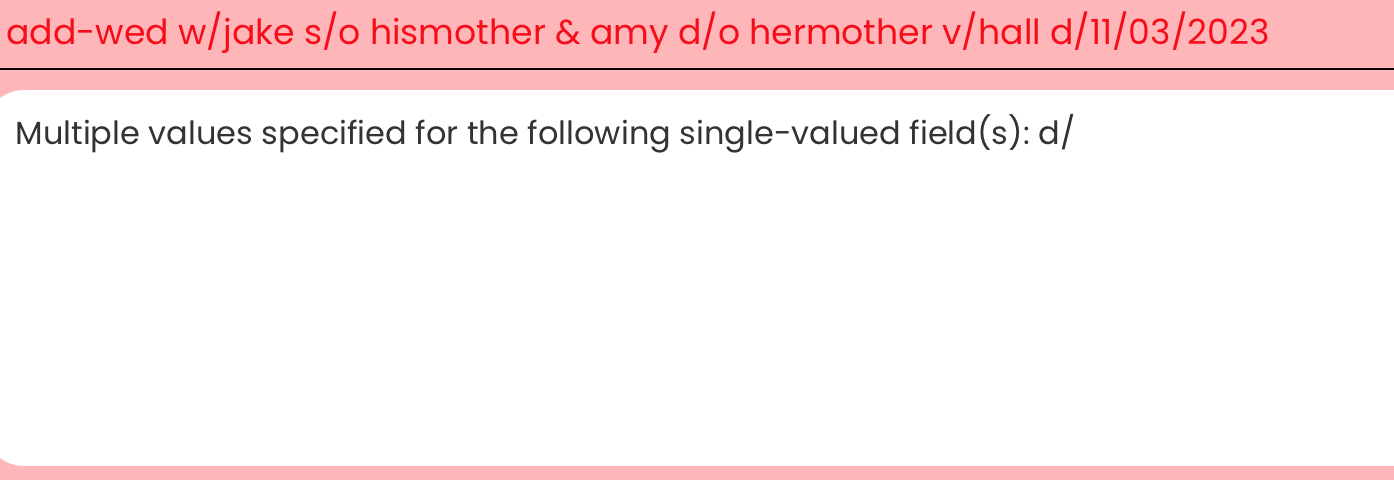 add-wed w/jake s/o hismother & amy d/o hermother v/hall d/11/03/2023
Multiple values specified for the following single-valued field(s): d/